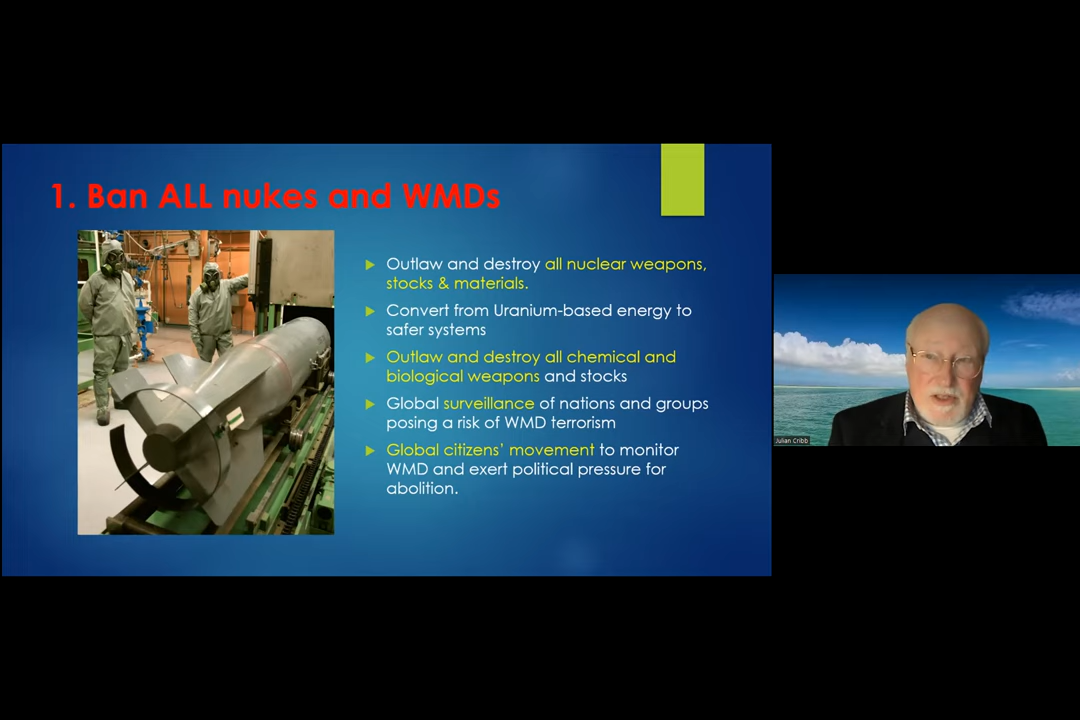 1. Ban ALL nukes and WMDs
Outlaw and destroy all nuclear weapons,
stocks & materials.
Convert from Uranium-based energy to
safer systems
Outlaw and destroy all chemical and
biological weapons and stocks
Global surveillance of nations and groups
posing a risk of WMD terrorism
Global citizens’ movement to monitor
WMD and exert political pressure for
abolition.
Julian Cribb